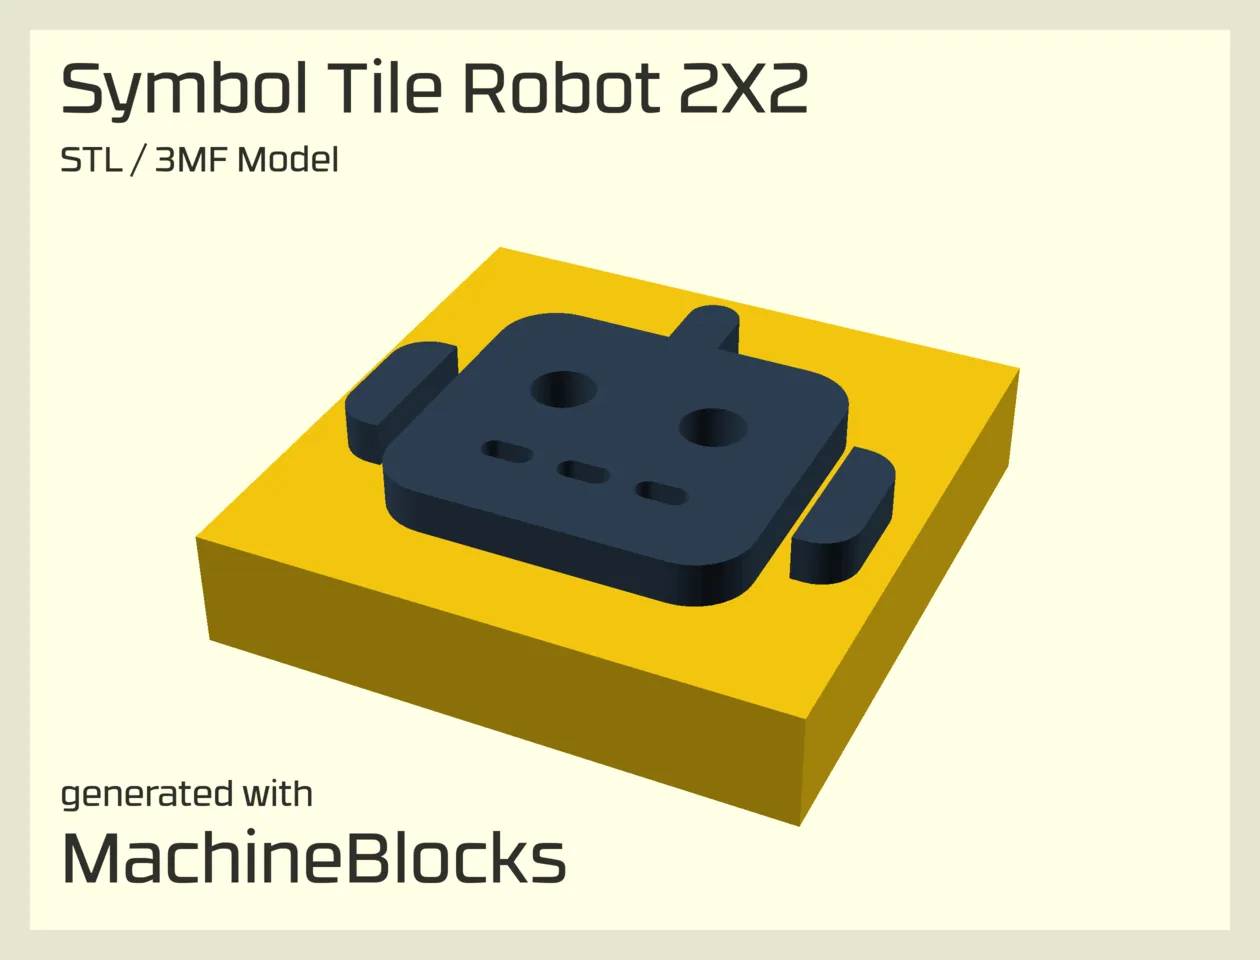 Symbol Tile Robot 2X2
STL / 3MF Model
generated with
MachineBlocks